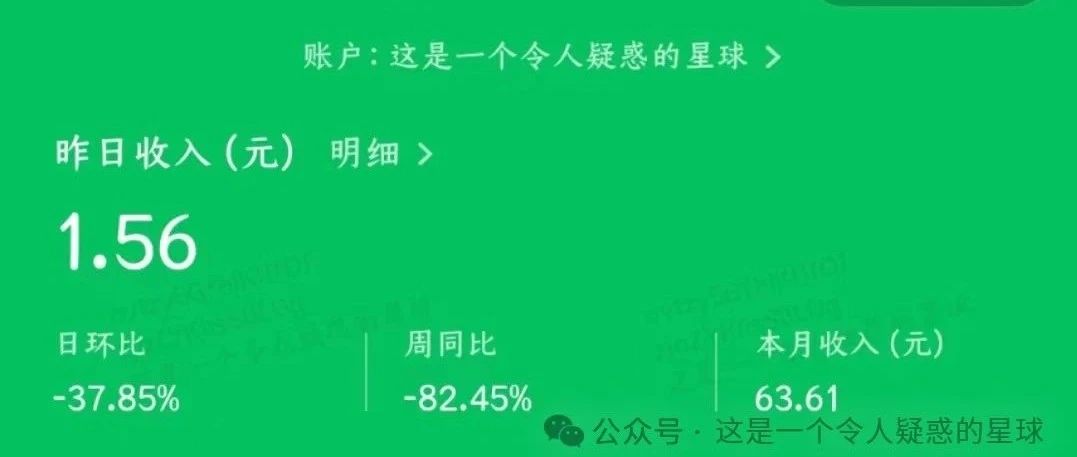 账户：这是一个令人疑惑的星球 >
昨日收入 (元) 明细 >
1.56
日环比 周同比 本月收入 (元)
-37.85% -82.45% 63.61
公众号 · 这是一个令人疑惑的星球